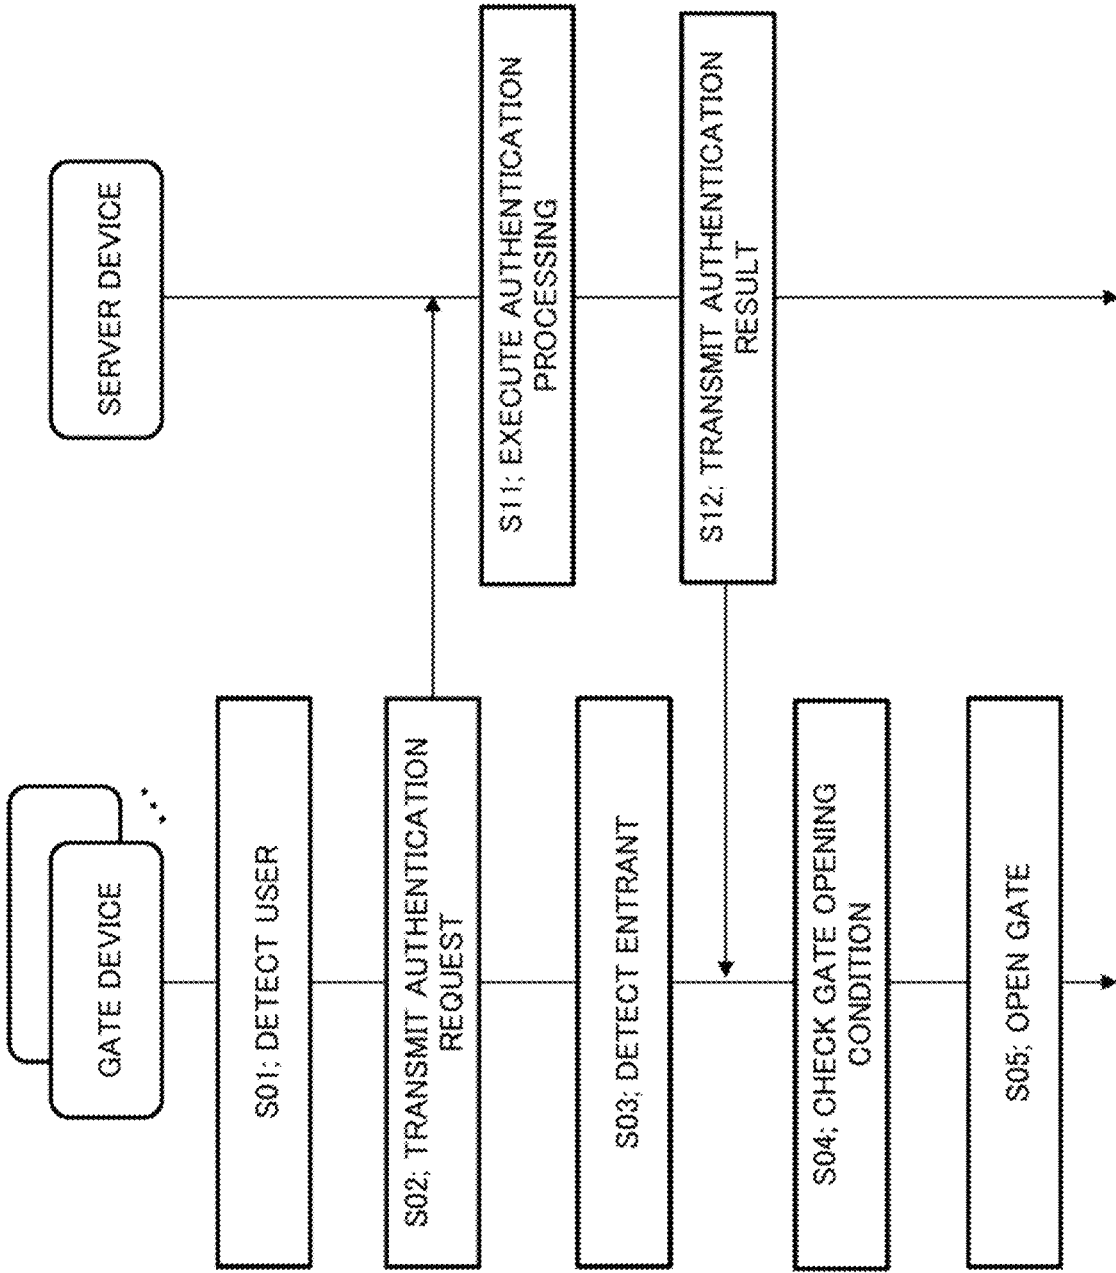 GATE DEVICE
S01; DETECT USER
S02; TRANSMIT AUTHENTICATION
REQUEST
S03; DETECT ENTRANT
S04; CHECK GATE OPENING
CONDITION
S05; OPEN GATE
SERVER DEVICE
S11; EXECUTE AUTHENTICATION
PROCESSING
S12; TRANSMIT AUTHENTICATION
RESULT